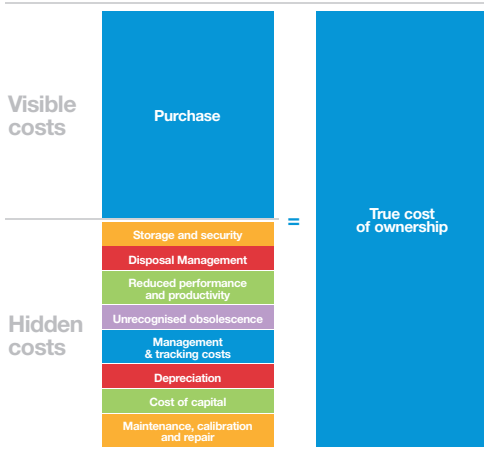 Visible
costs
Purchase
=
True cost
of ownership
Hidden
costs
Storage and security
Disposal Management
Reduced performance
and productivity
Unrecognised obsolescence
Management
& tracking costs
Depreciation
Cost of capital
Maintenance, calibration
and repair